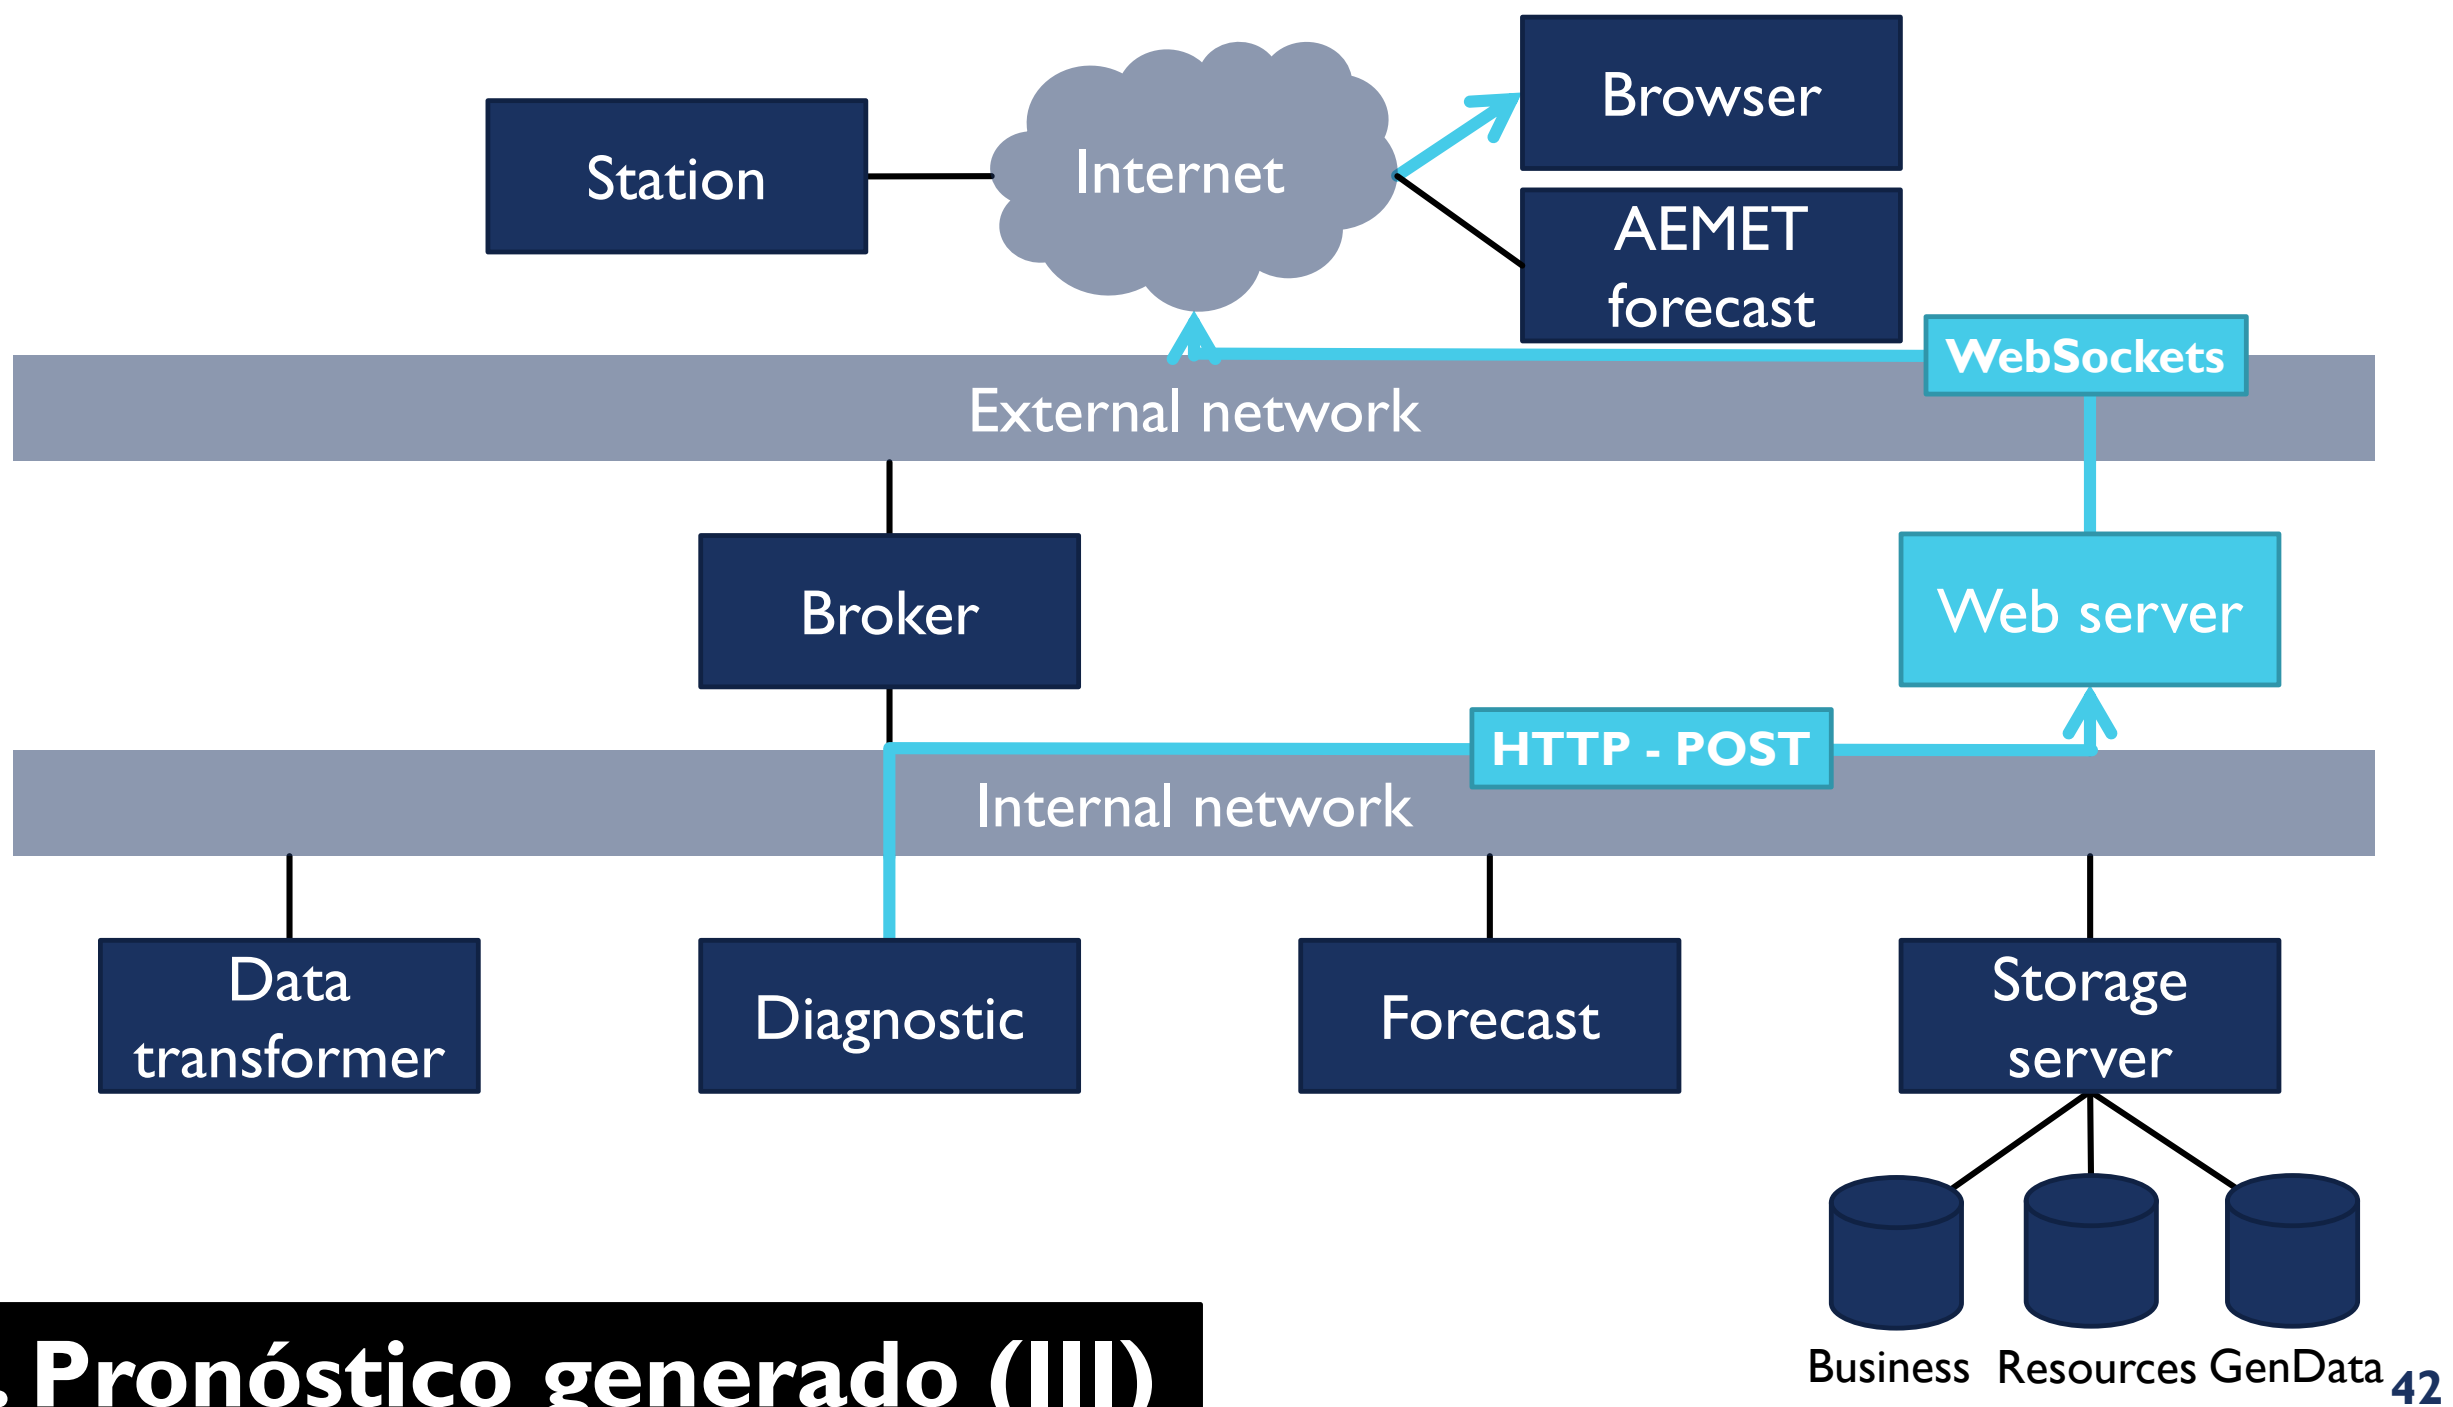 Browser
Station
Internet
AEMET
forecast
WebSockets
External network
Broker
Web server
HTTP - POST
Internal network
Data
transformer
Diagnostic
Forecast
Storage
server
Business
Resources
GenData
. Pronóstico generado (III)
42